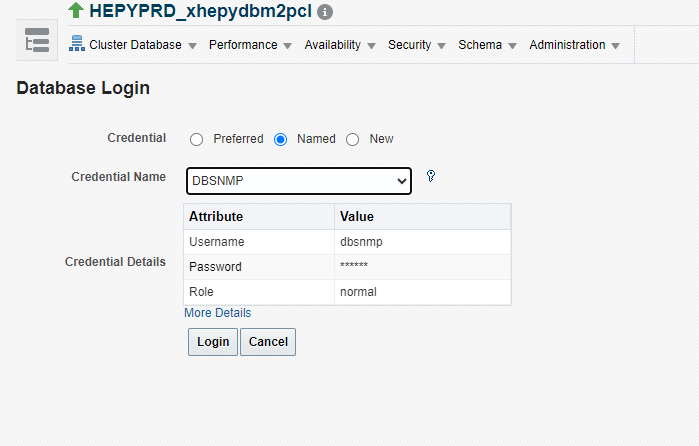 HEPYPRD_xhepydbm2pcl
Cluster Database Performance Availability Security Schema Administration
Database Login
Credential Preferred Named New
Credential Name DBSNMP
Attribute Value
Username dbsnmp
Credential Details
Password ******
Role normal
More Details
Login Cancel